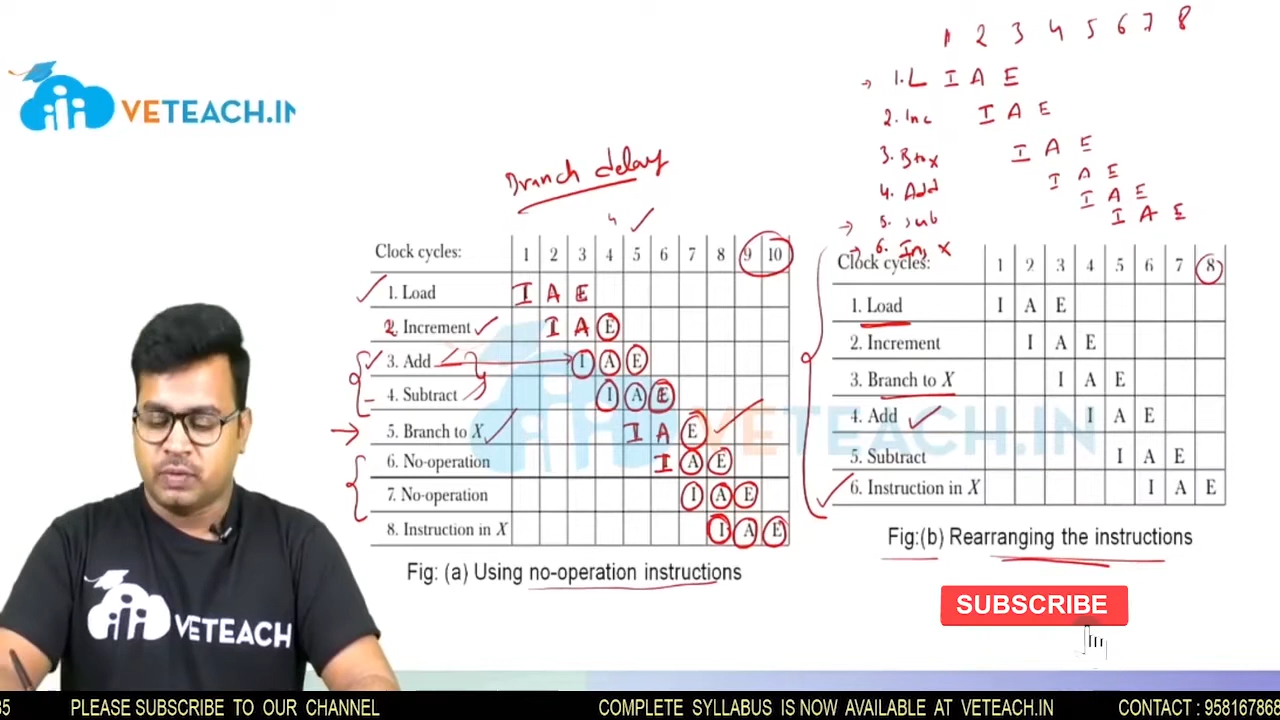 VETEACH.IN
Branch delay
Clock cycles: 1 2 3 4 5 6 7 8 9 10
1. Load I A E
2. Increment I A E
3. Add I A E
4. Subtract I A E
5. Branch to X I A E
6. No-operation I A E
7. No-operation I A E
8. Instruction in X I A E
Fig: (a) Using no-operation instructions
1 2 3 4 5 6 7 8
1. L I A E
2. Inc I A E
3. Btox I A E
4. Add I A E
5. sub I A E
6. In, x I A E
Clock cycles: 1 2 3 4 5 6 7 8
1. Load I A E
2. Increment I A E
3. Branch to X I A E
4. Add I A E
5. Subtract I A E
6. Instruction in X I A E
Fig:(b) Rearranging the instructions
SUBSCRIBE
VETEACH
35 PLEASE SUBSCRIBE TO OUR CHANNEL COMPLETE SYLLABUS IS NOW AVAILABLE AT VETEACH.IN CONTACT : 958167868